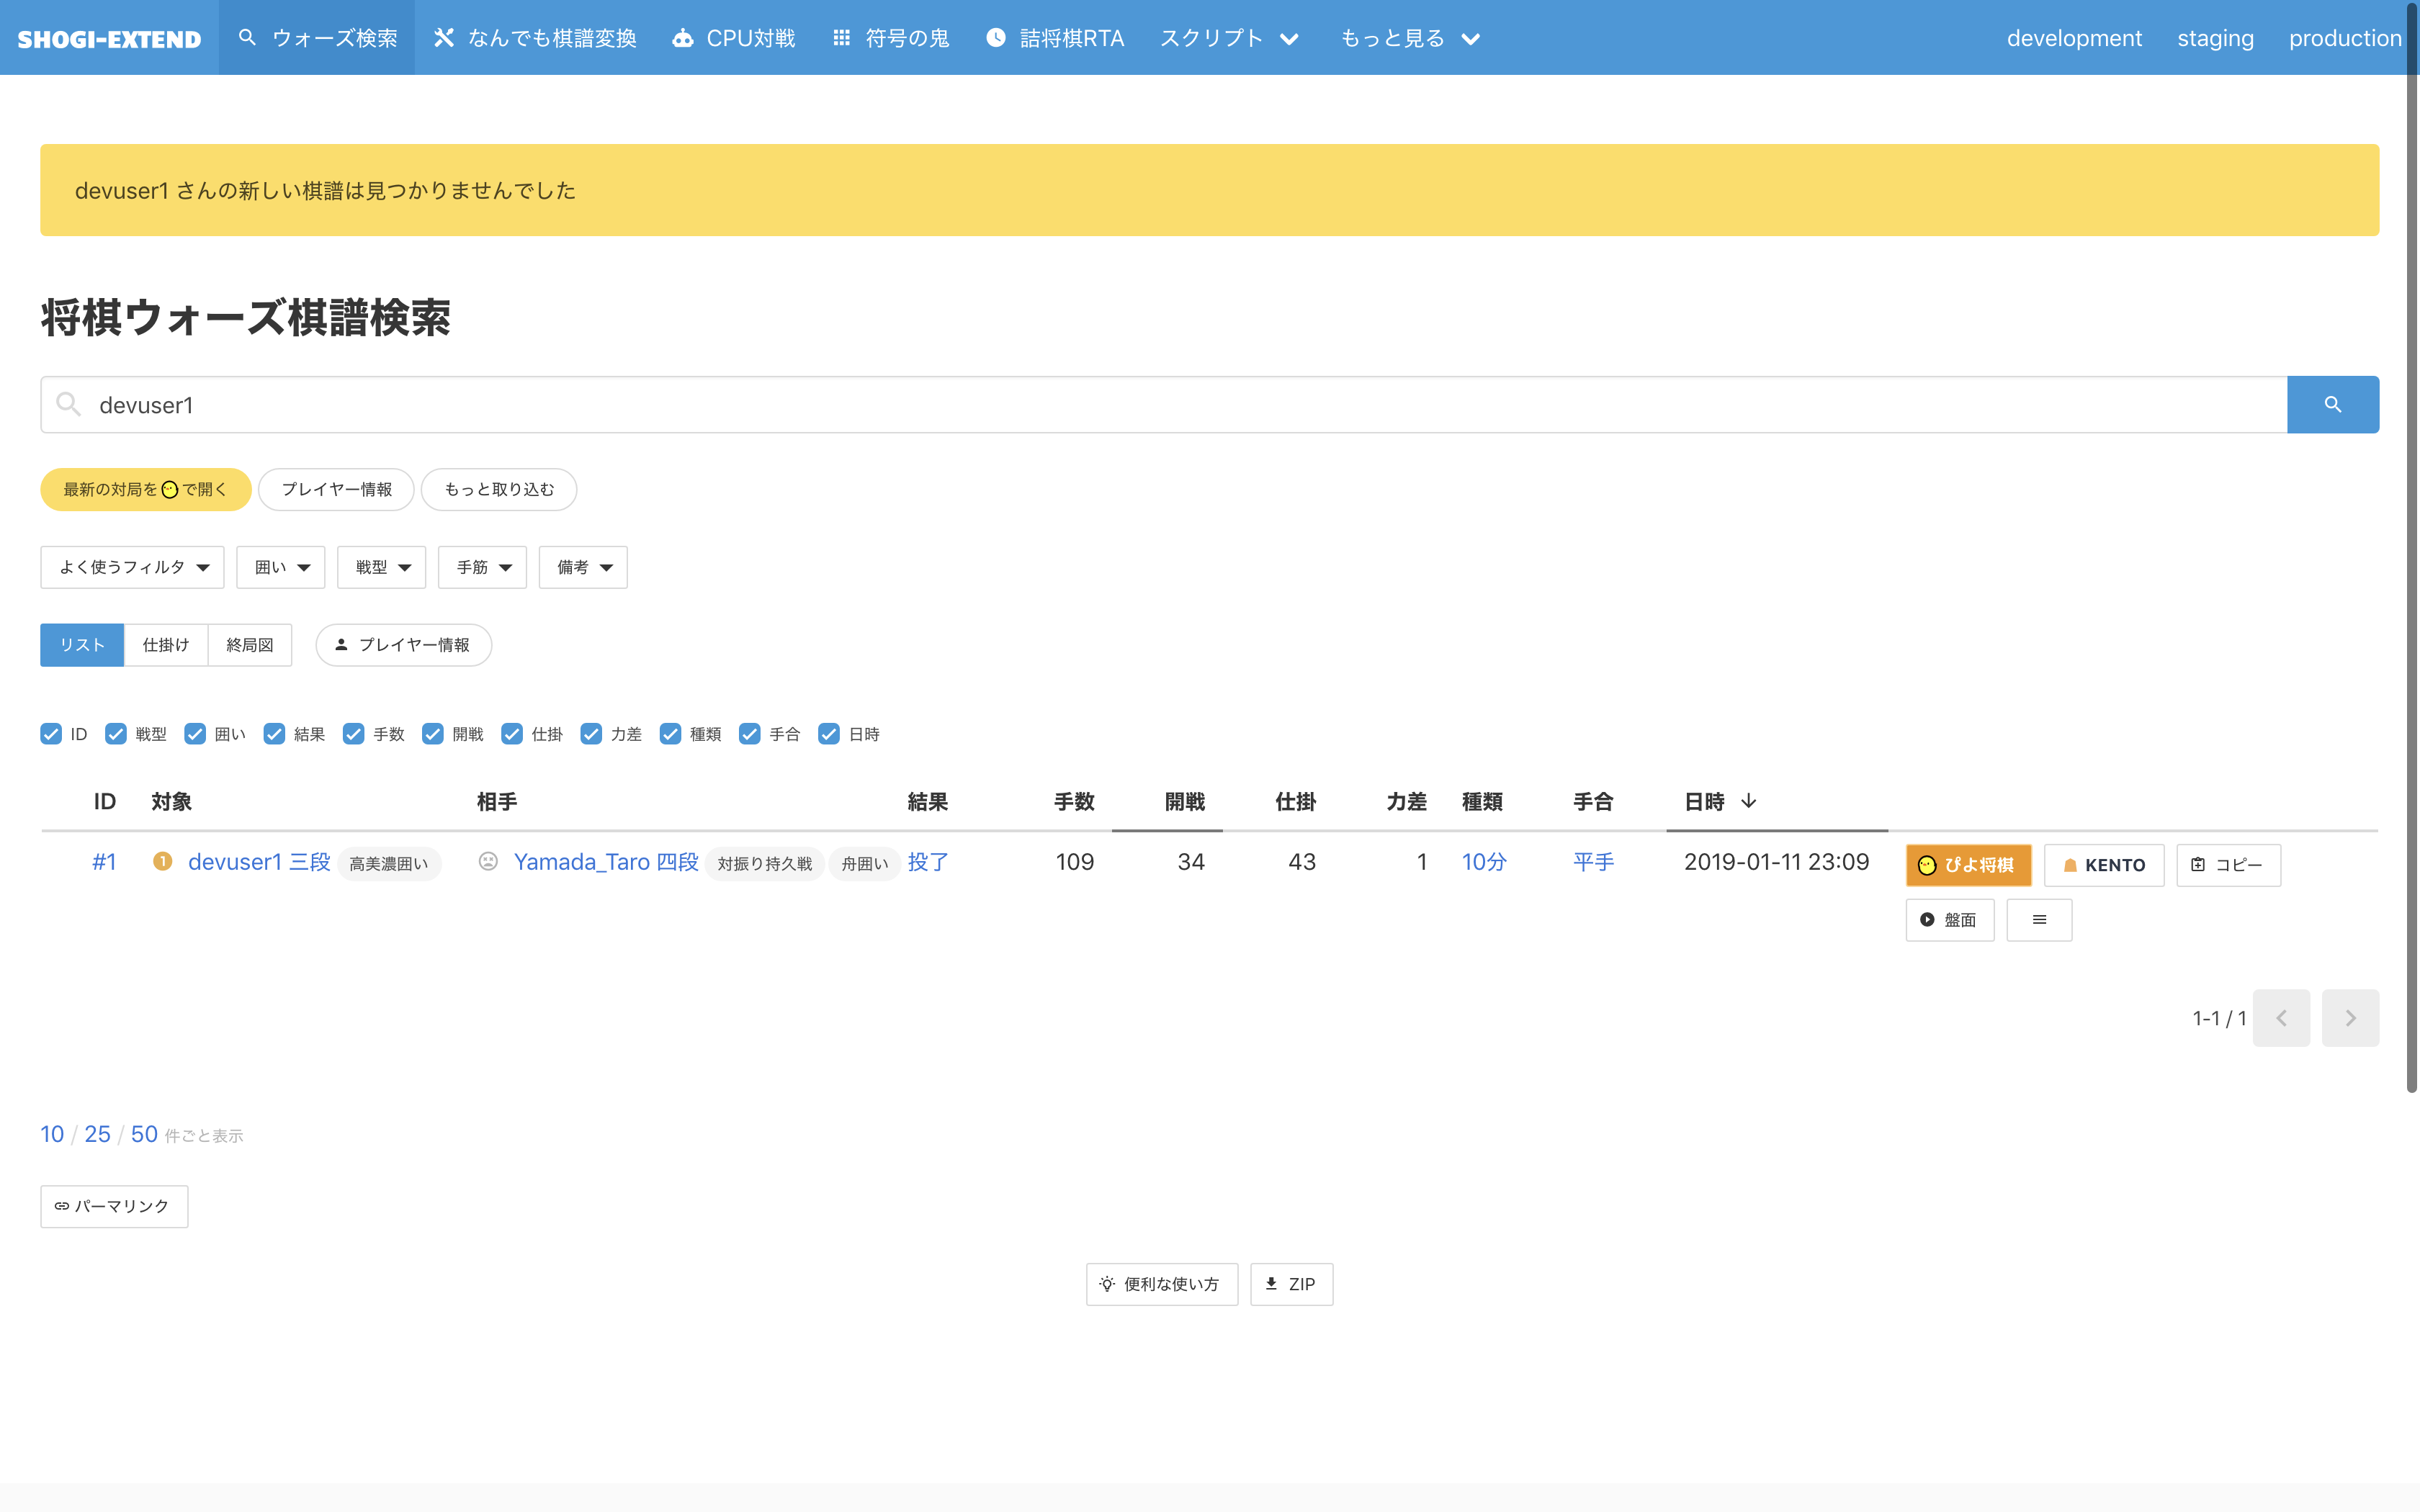 SHOGI-EXTEND ウォーズ検索 なんでも棋譜変換 CPU対戦 符号の鬼 詰将棋RTA スクリプト もっと見る development staging production
devuser1 さんの新しい棋譜は見つかりませんでした
将棋ウォーズ棋譜検索
devuser1
最新の対局を で開く プレイヤー情報 もっと取り込む
よく使うフィルタ 囲い 戦型 手筋 備考
リスト 仕掛け 終局図 プレイヤー情報
ID 戦型 囲い 結果 手数 開戦 仕掛 力差 種類 手合 日時
ID 対象 相手 結果 手数 開戦 仕掛 力差 種類 手合 日時
#1 1 devuser1 三段 高美濃囲い Yamada_Taro 四段 対振り持久戦 舟囲い 投了 109 34 43 1 10分 平手 2019-01-11 23:09 ぴよ将棋 KENTO コピー
盤面
1-1 / 1
10 / 25 / 50 件ごと表示
パーマリンク
便利な使い方 ZIP